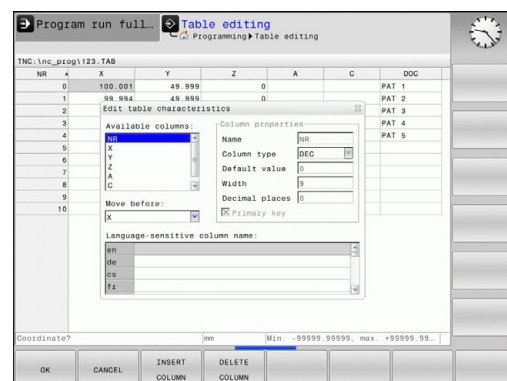 Program run full…
Table editing
Programming▶Table editing
TNC:\nc_prog\123.TAB
NR X Y Z A C DOC
0 100.001 49.999 0 PAT 1
1 99.994 49.999 0 PAT 2
2 PAT 3
3 PAT 4
4 PAT 5
5
6
7
8
9
10
Edit table characteristics
Available columns:
NR
X
Y
Z
A
C
Move before:
X
Column properties
Name NR
Column type DEC
Default value 0
Width 9
Decimal places 0
Primary key
Language-sensitive column name:
en
de
cs
fr
Coordinate? mm Min. -99999.99999, max. +99999.99…
OK
CANCEL
INSERT COLUMN
DELETE COLUMN